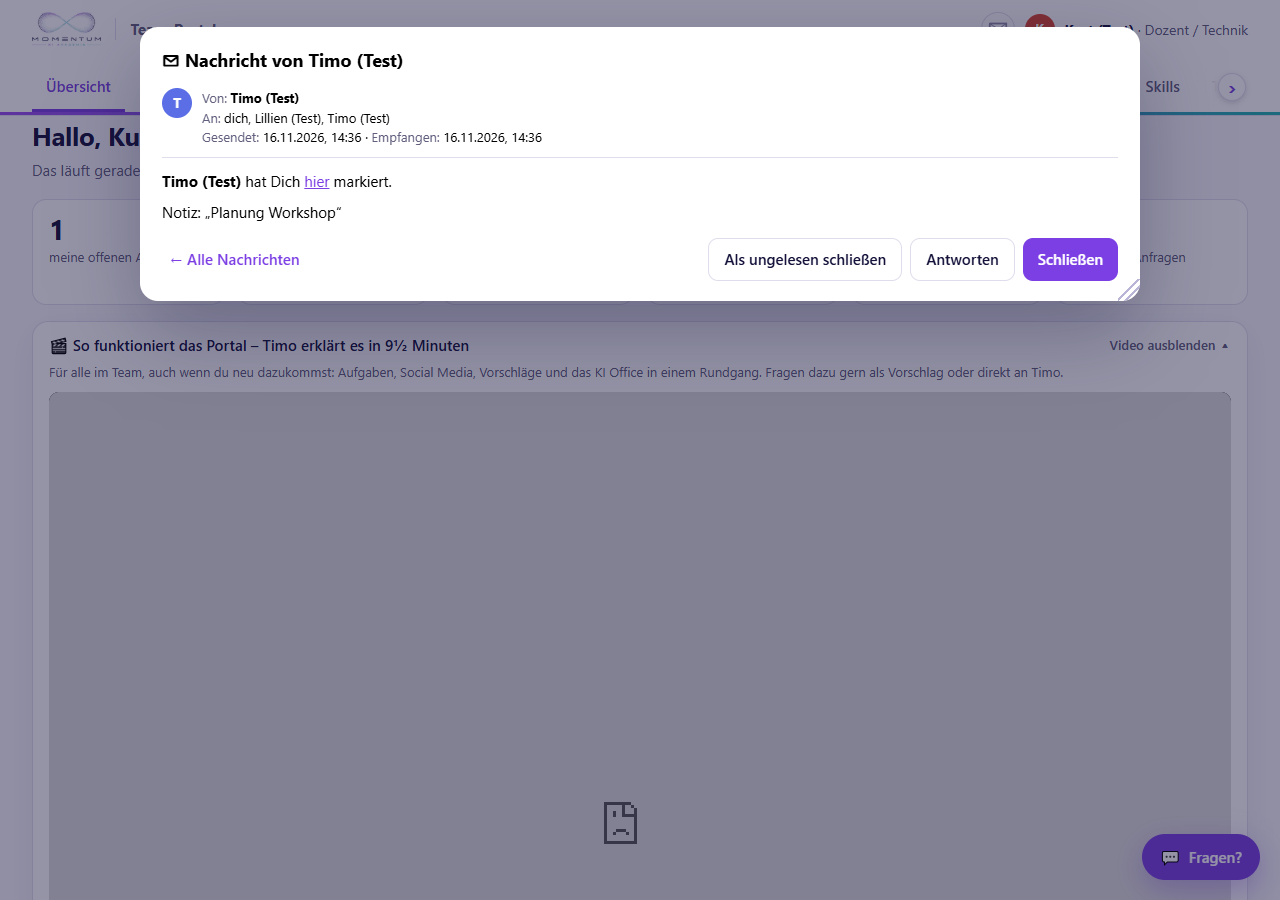 MOMENTUM
✉ Nachricht von Timo (Test)
· Dozent / Technik
Übersicht
Skills
›
T
Von: Timo (Test)
An: dich, Lillien (Test), Timo (Test)
Gesendet: 16.11.2026, 14:36 · Empfangen: 16.11.2026, 14:36
Hallo,
Das läuft gerade
Timo (Test) hat Dich hier markiert.
Notiz: „Planung Workshop“
1
meine offenen
← Alle Nachrichten
Als ungelesen schließen
Antworten
Schließen
🎬 So funktioniert das Portal – Timo erklärt es in 9½ Minuten
Video ausblenden ▲
Für alle im Team, auch wenn du neu dazukommst: Aufgaben, Social Media, Vorschläge und das KI Office in einem Rundgang. Fragen dazu gern als Vorschlag oder direkt an Timo.
💬 Fragen?